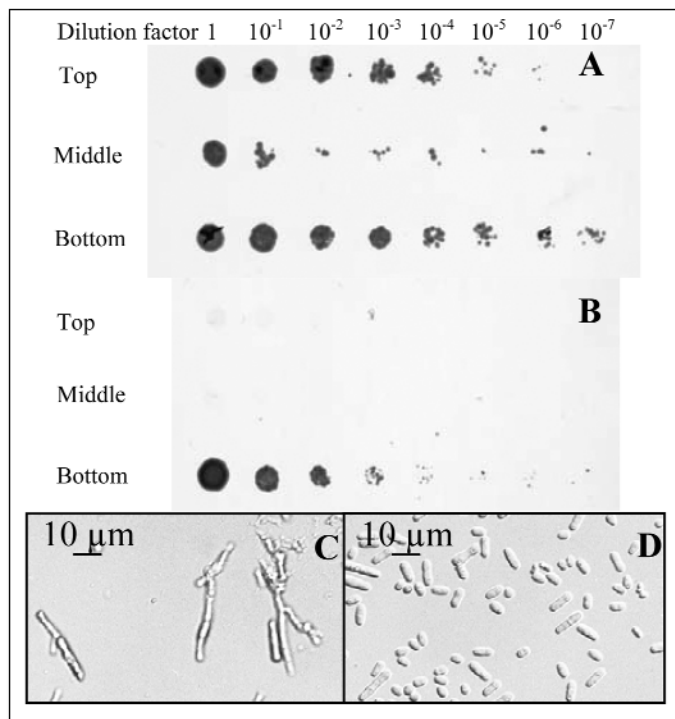 Dilution factor 1 10⁻¹ 10⁻² 10⁻³ 10⁻⁴ 10⁻⁵ 10⁻⁶ 10⁻⁷
A
Top
Middle
Bottom
B
Top
Middle
Bottom
10 µm C
10 µm D